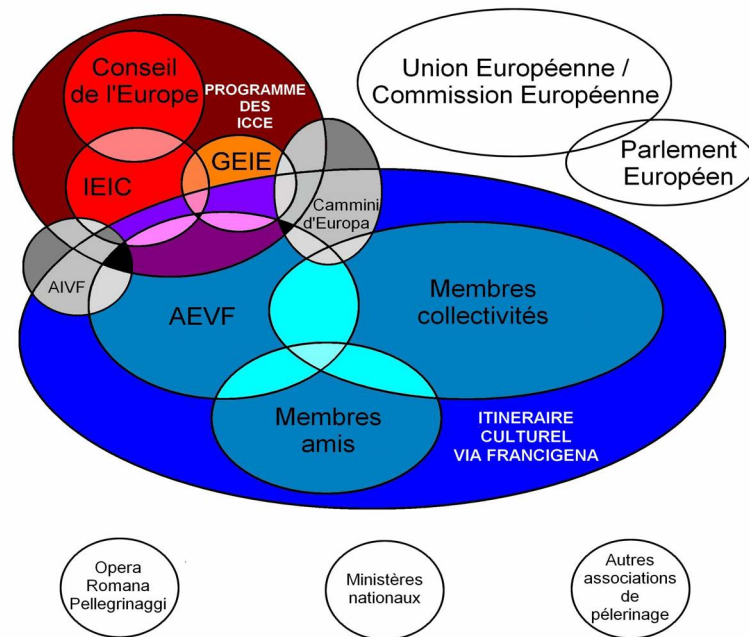 Conseil
de l'Europe
PROGRAMME
DES
ICCE
Union Européenne /
Commission Européenne
Parlement
Européen
IEIC
GEIE
Cammini
d'Europa
AIVF
AEVF
Membres
collectivités
Membres
amis
ITINERAIRE
CULTUREL
VIA FRANCIGENA
Opera
Romana
Pellegrinaggi
Ministères
nationaux
Autres
associations
de
pélerinage